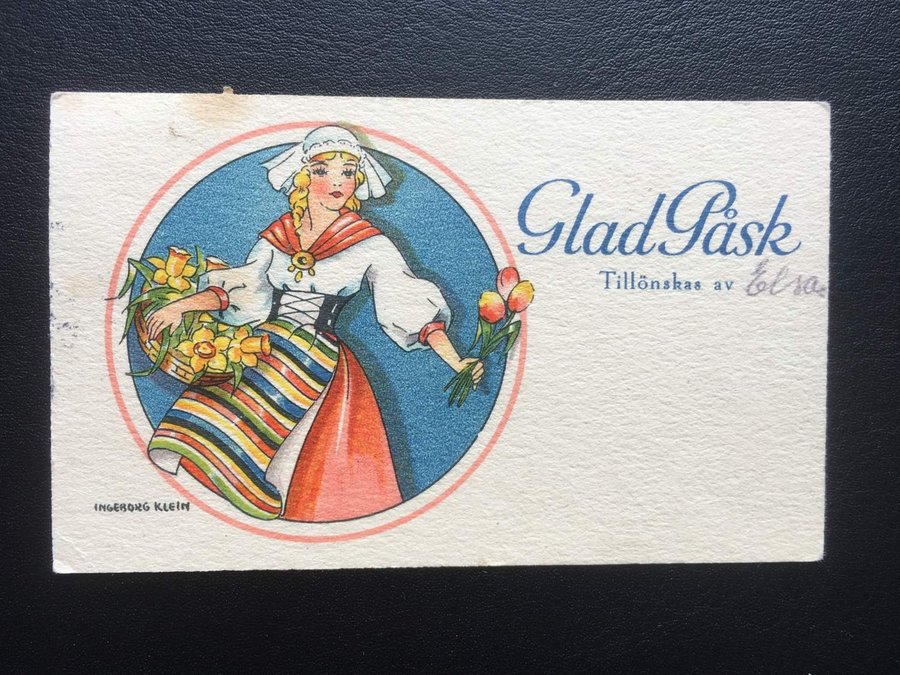 Glad Påsk
Tillönskas av Elsa.
INGEBORG KLEIN